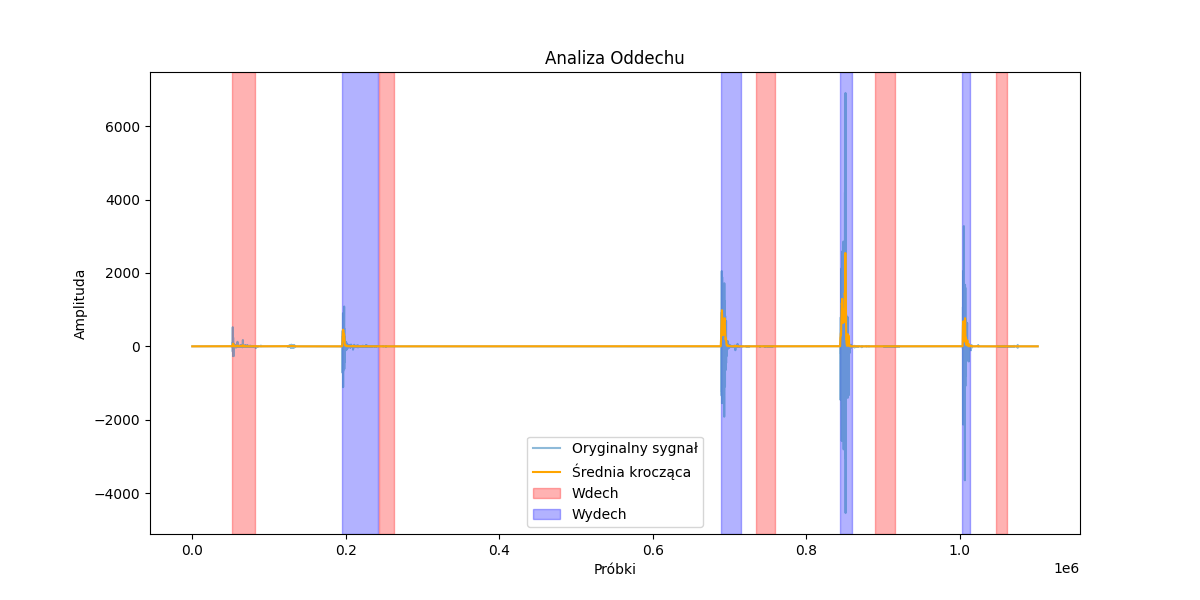 Analiza Oddechu
Amplituda
6000
4000
2000
0
−2000
−4000
Oryginalny sygnał
Średnia krocząca
Wdech
Wydech
0.0 0.2 0.4 0.6 0.8 1.0
Próbki
1e6